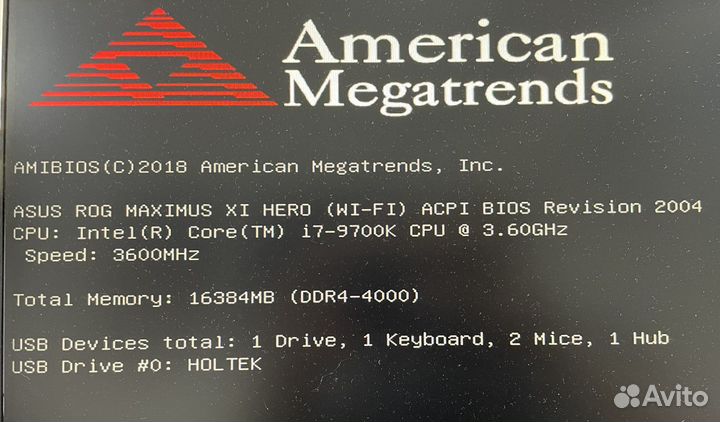 American
Megatrends
AMIBIOS(C)2018 American Megatrends, Inc.
ASUS ROG MAXIMUS XI HERO (WI-FI) ACPI BIOS Revision 2004
CPU: Intel(R) Core(TM) i7-9700K CPU @ 3.60GHz
Speed: 3600MHz
Total Memory: 16384MB (DDR4-4000)
USB Devices total: 1 Drive, 1 Keyboard, 2 Mice, 1 Hub
USB Drive #0: HOLTEK
Avito